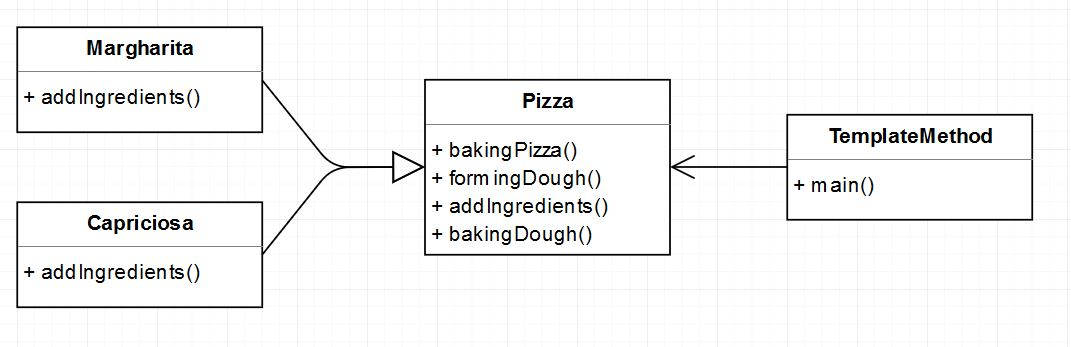 Margharita
+ addIngredients()
Capriciosa
+ addIngredients()
Pizza
+ bakingPizza()
+ formingDough()
+ addIngredients()
+ bakingDough()
TemplateMethod
+ main()